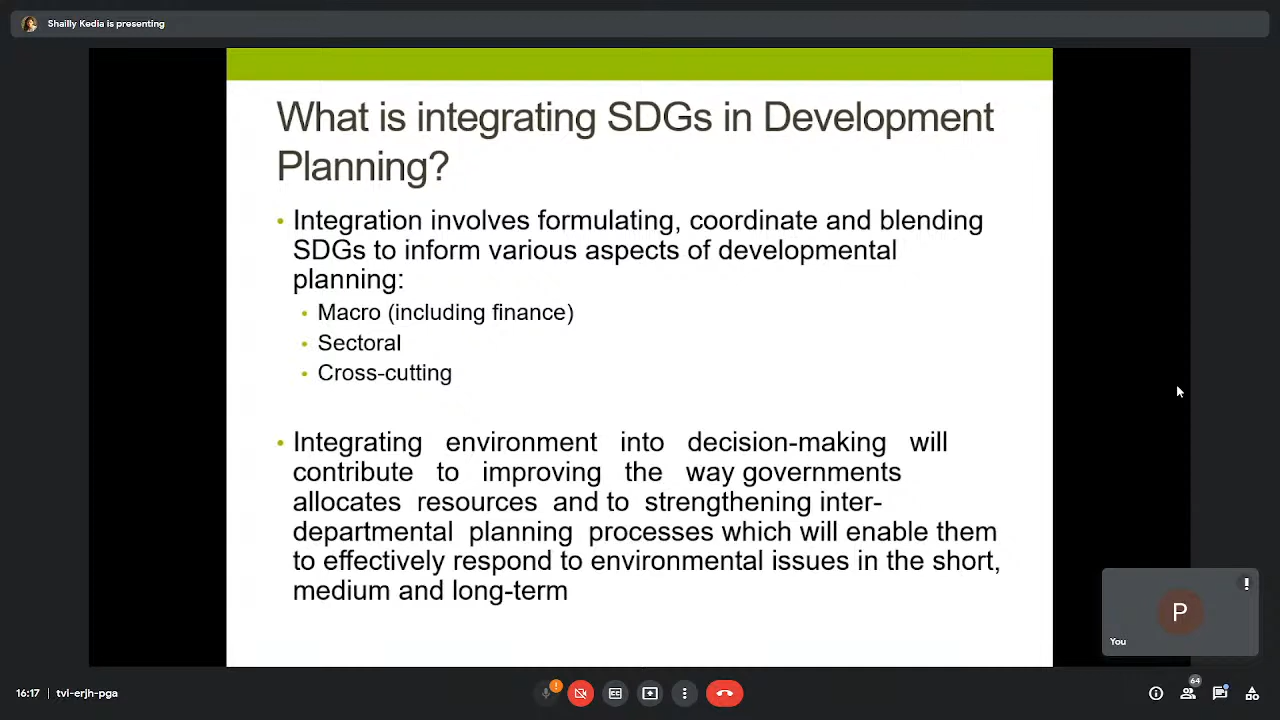 Shailly Kedia is presenting
What is integrating SDGs in Development
Planning?
• Integration involves formulating, coordinate and blending
SDGs to inform various aspects of developmental
planning:
• Macro (including finance)
• Sectoral
• Cross-cutting
• Integrating environment into decision-making will
contribute to improving the way governments
allocates resources and to strengthening inter-
departmental planning processes which will enable them
to effectively respond to environmental issues in the short,
medium and long-term
P
You
16:17 | tvi-erjh-pga
64